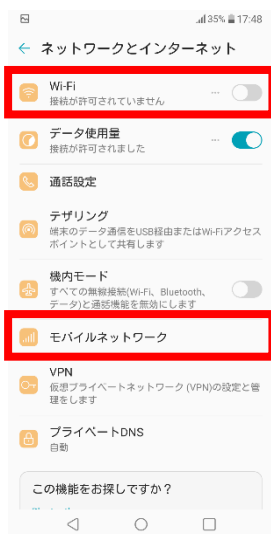 35% 17:48
ネットワークとインターネット
Wi-Fi
接続が許可されていません
データ使用量
接続が許可されました
通話設定
テザリング
端末のデータ通信をUSB経由またはWi-Fiアクセス
ポイントとして共有します
機内モード
すべての無線接続(Wi-Fi、Bluetooth、
データ)と通話機能を無効にします
モバイルネットワーク
VPN
仮想プライベートネットワーク (VPN)の設定と管
理をします
プライベートDNS
自動
この機能をお探しですか？